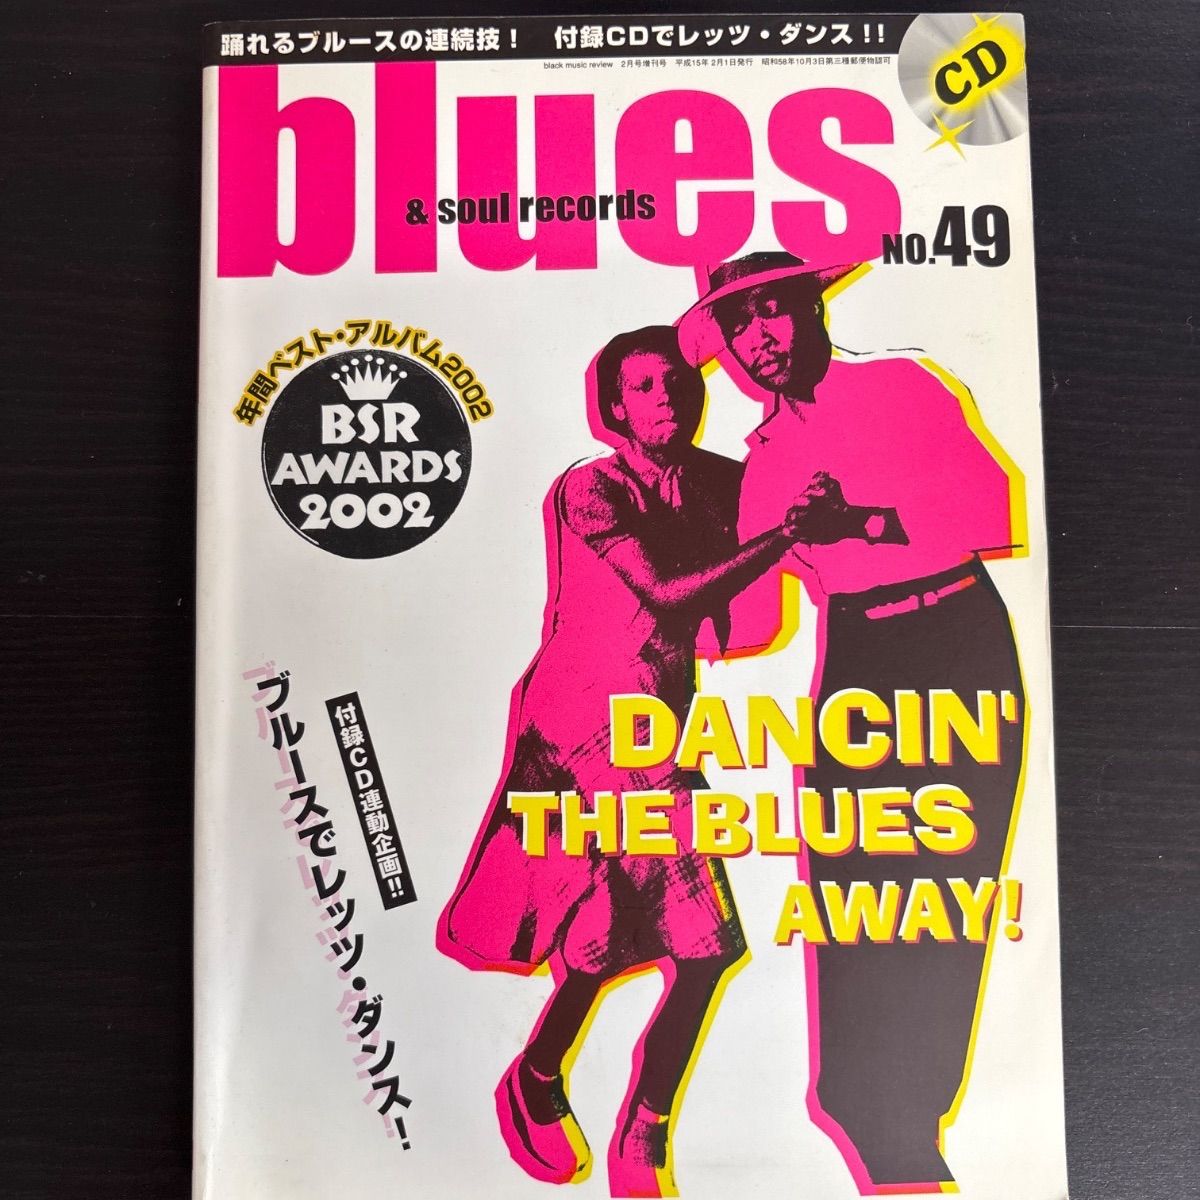 踊れるブルースの連続技！ 付録CDでレッツ・ダンス!!
CD
black music review 2月号増刊号 平成15年2月1日発行 昭和58年10月3日第三種郵便物認可
blues
& soul records
No.49
年間ベスト・アルバム2002
BSR
AWARDS
2002
付録CD連動企画!!
ブルースでレッツ・ダンス！
DANCIN'
THE BLUES
AWAY!